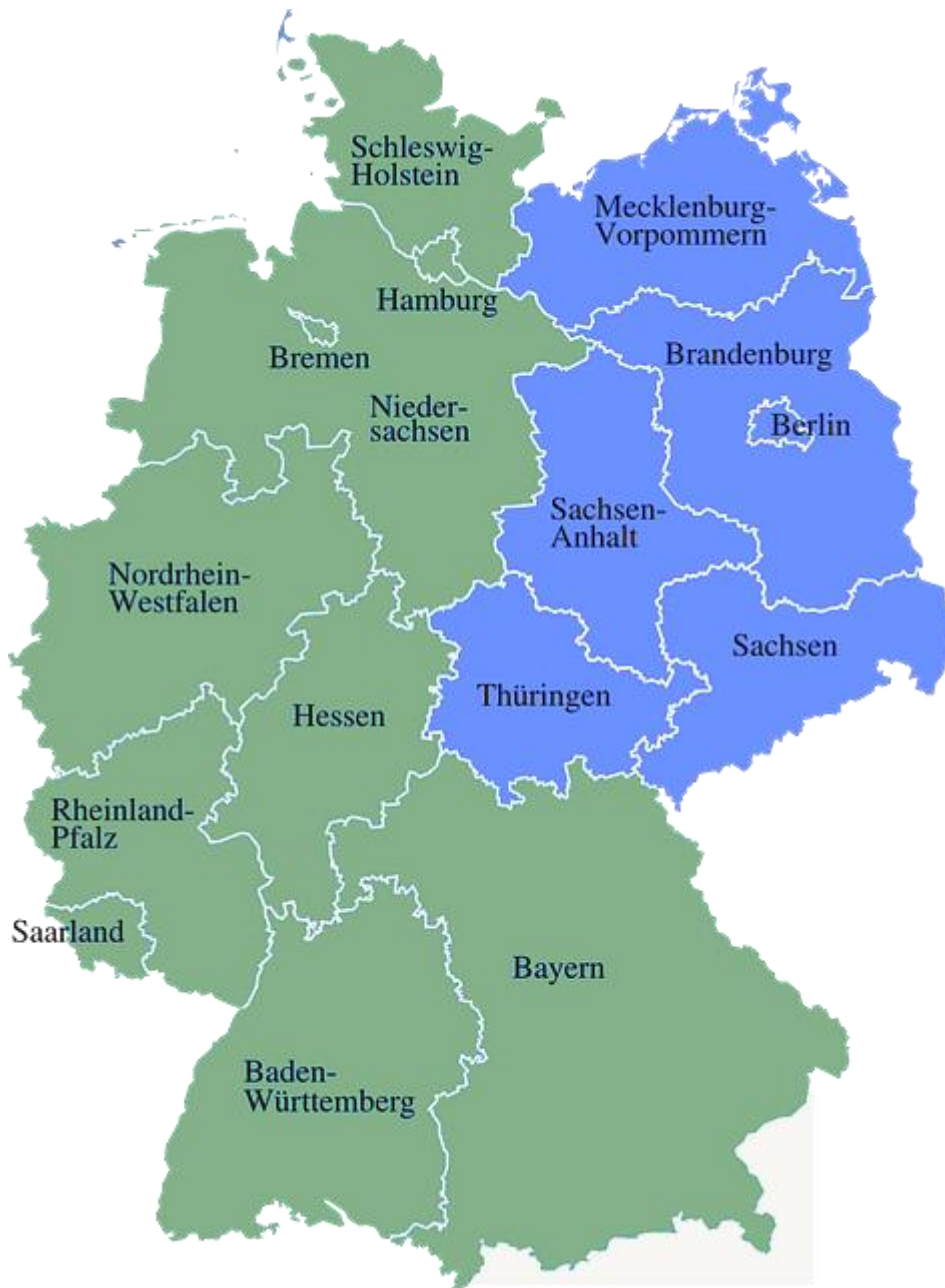 Schleswig-
Holstein
Mecklenburg-
Vorpommern
Hamburg
Bremen
Brandenburg
Nieder-
sachsen
Berlin
Sachsen-
Anhalt
Nordrhein-
Westfalen
Sachsen
Thüringen
Hessen
Rheinland-
Pfalz
Saarland
Bayern
Baden-
Württemberg